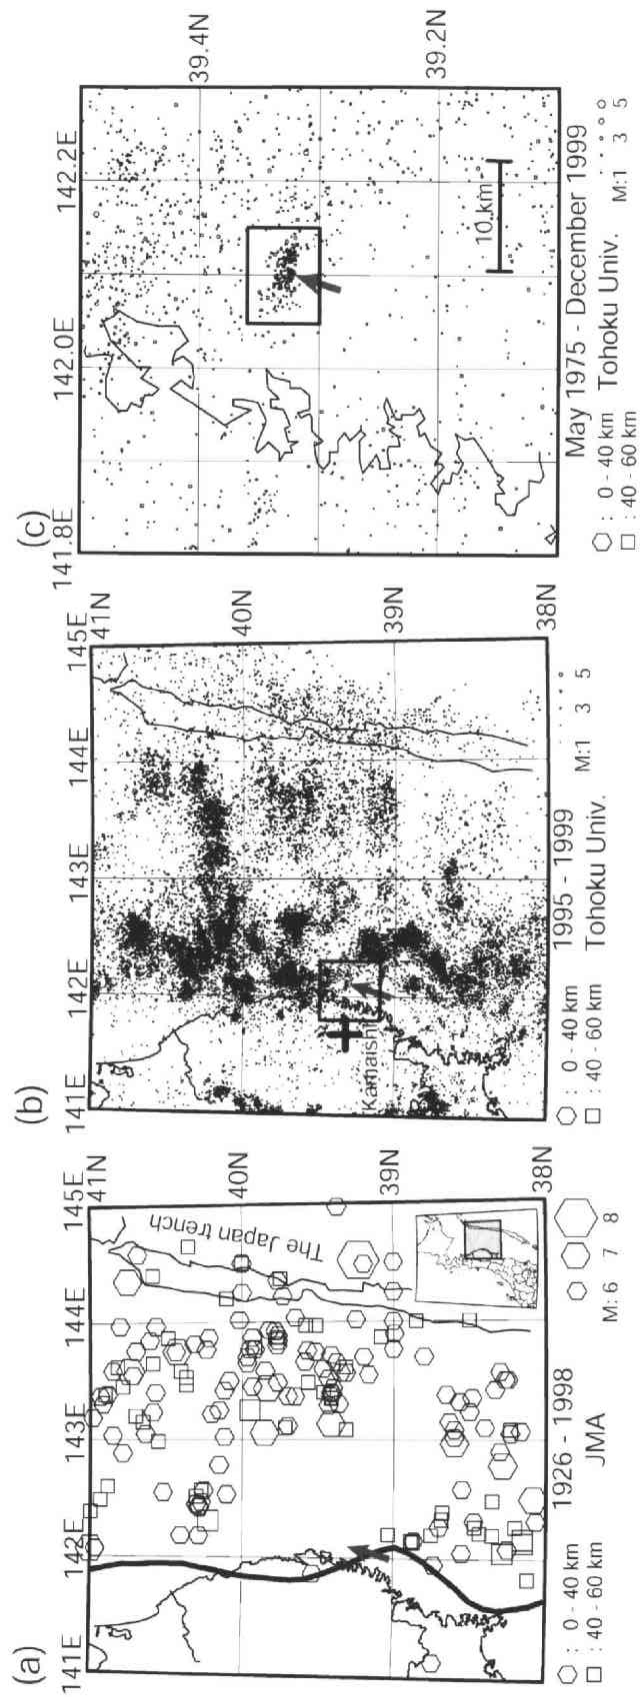 (a)
141E 142E 143E 144E 145E
41N
The Japan trench
40N
39N
38N
1926 - 1998
JMA
⬡ : 0 - 40 km
□ : 40 - 60 km
M: 6 7 8
(b)
141E 142E 143E 144E 145E
41N
40N
Kamaishi
39N
38N
1995 - 1999
Tohoku Univ.
⬡ : 0 - 40 km
□ : 40 - 60 km
M:1 3 5
(c)
141.8E 142.0E 142.2E
39.4N
39.2N
10 km
May 1975 - December 1999
Tohoku Univ.
⬡ : 0 - 40 km
□ : 40 - 60 km
M:1 3 5